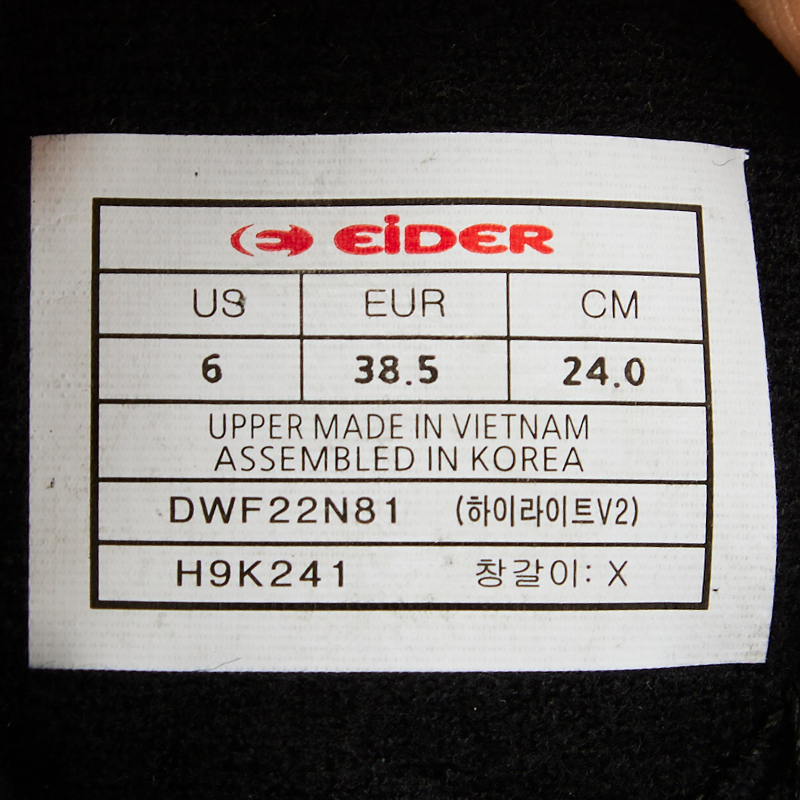 EiDER
US EUR CM
6 38.5 24.0
UPPER MADE IN VIETNAM
ASSEMBLED IN KOREA
DWF22N81 (하이라이트V2)
H9K241 창갈이: X